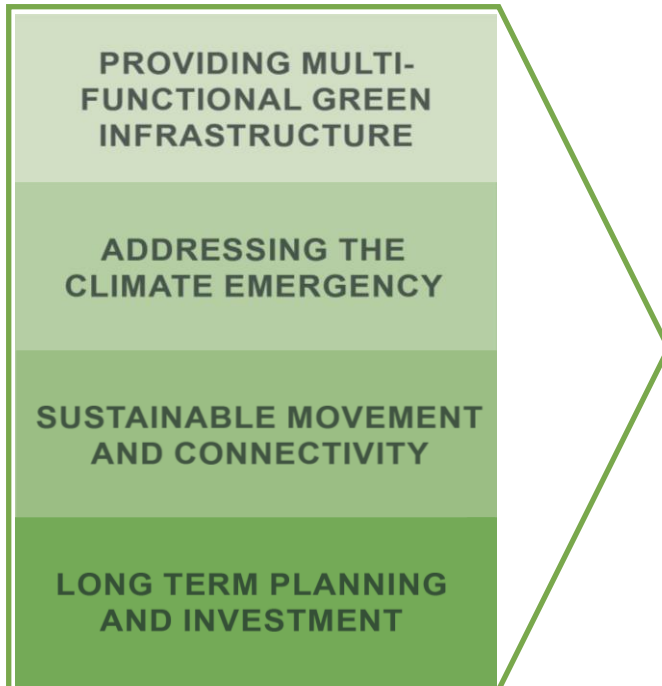 PROVIDING MULTI-
FUNCTIONAL GREEN
INFRASTRUCTURE
ADDRESSING THE
CLIMATE EMERGENCY
SUSTAINABLE MOVEMENT
AND CONNECTIVITY
LONG TERM PLANNING
AND INVESTMENT